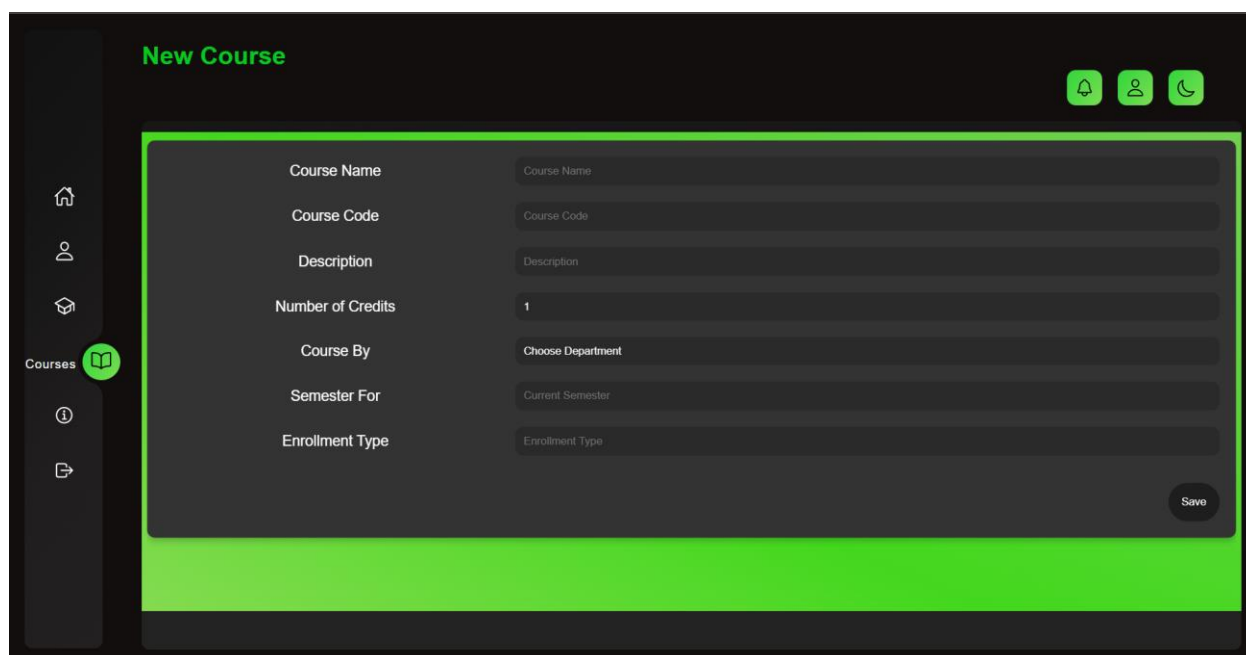 New Course
Course Name
Course Name
Course Code
Course Code
Description
Description
Number of Credits
1
Course By
Choose Department
Semester For
Current Semester
Enrollment Type
Enrollment Type
Save
Courses